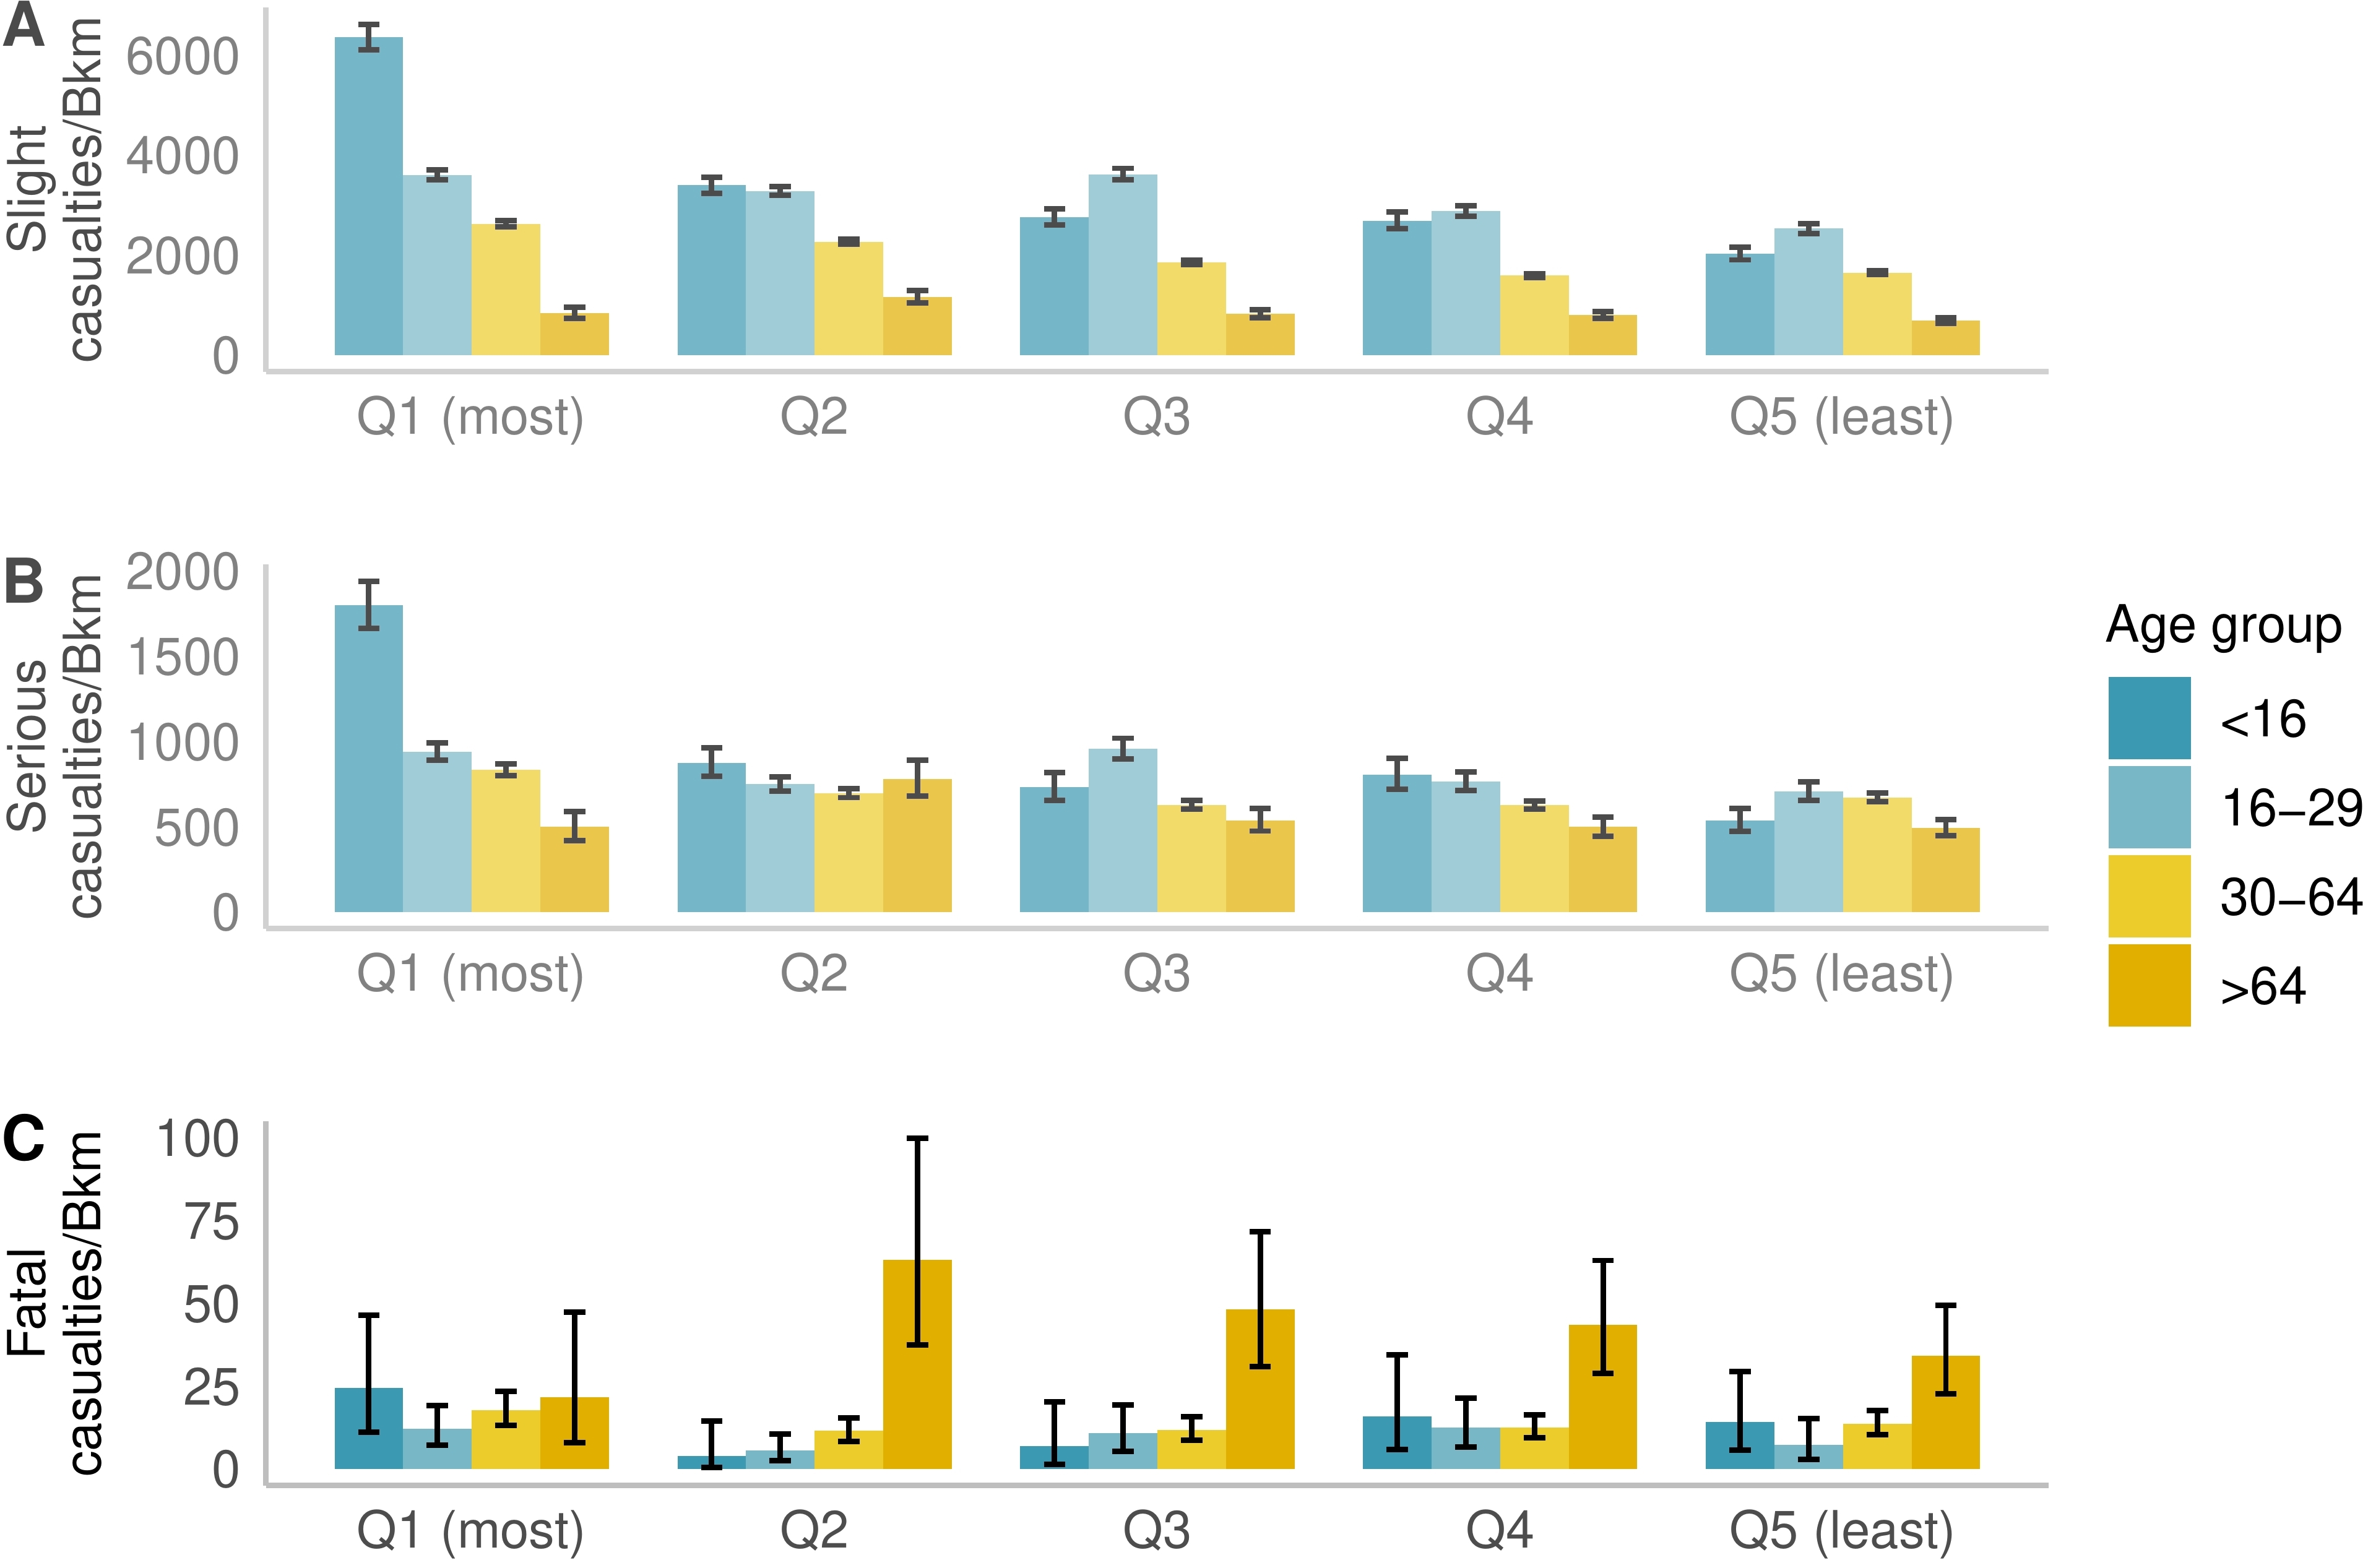 A
Slight
casualties/Bkm
6000
4000
2000
0
Q1 (most) Q2 Q3 Q4 Q5 (least)
B
Serious
casualties/Bkm
2000
1500
1000
500
0
Q1 (most) Q2 Q3 Q4 Q5 (least)
Age group
<16
16–29
30–64
>64
C
Fatal
casualties/Bkm
100
75
50
25
0
Q1 (most) Q2 Q3 Q4 Q5 (least)